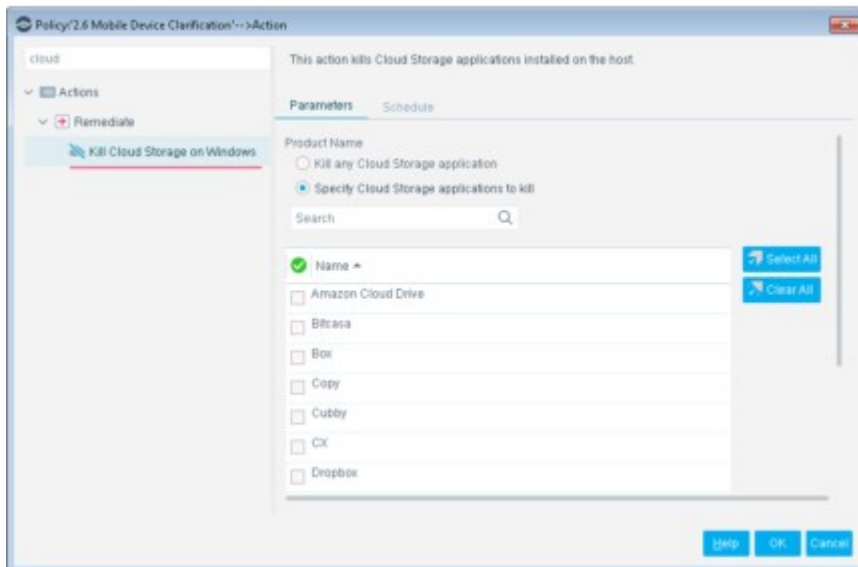 Policy:'2.6 Mobile Device Clarification'-->Action
cloud
Actions
Remediate
Kill Cloud Storage on Windows
This action kills Cloud Storage applications installed on the host.
Parameters
Schedule
Product Name
Kill any Cloud Storage application
Specify Cloud Storage applications to kill
Search
Name
Select All
Clear All
Amazon Cloud Drive
Bitcasa
Box
Copy
Cubby
CX
Dropbox
Help
OK
Cancel